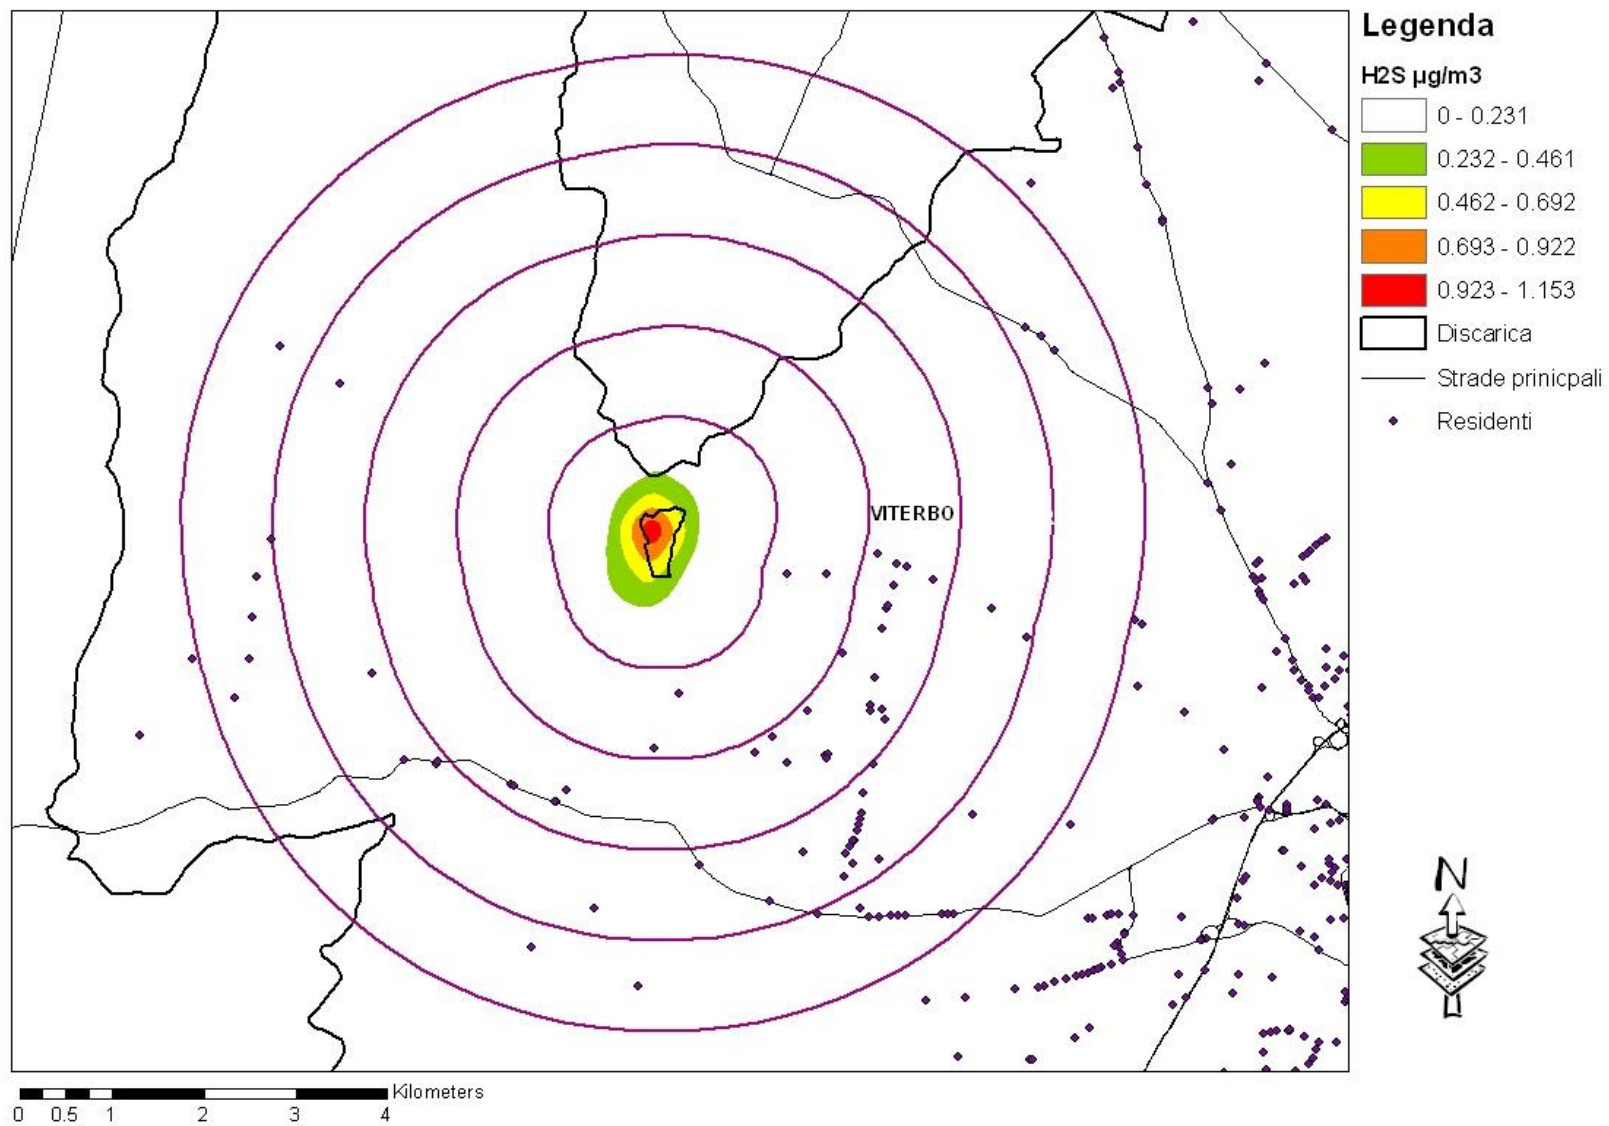 Legenda
H2S µg/m3
0 - 0.231
0.232 - 0.461
0.462 - 0.692
0.693 - 0.922
0.923 - 1.153
Discarica
Strade prinicpali
Residenti
VITERBO
N
Kilometers
0 0.5 1 2 3 4